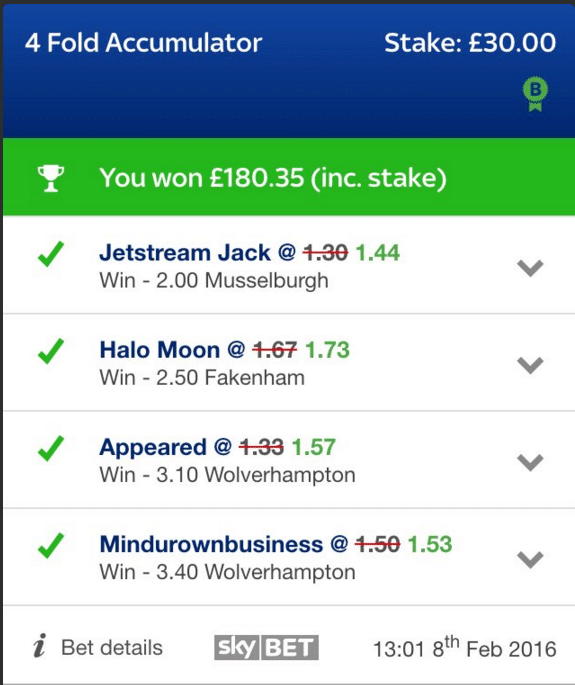 4 Fold Accumulator Stake: £30.00
B
You won £180.35 (inc. stake)
Jetstream Jack @ 1.30 1.44
Win - 2.00 Musselburgh
Halo Moon @ 1.67 1.73
Win - 2.50 Fakenham
Appeared @ 1.33 1.57
Win - 3.10 Wolverhampton
Mindurownbusiness @ 1.50 1.53
Win - 3.40 Wolverhampton
i Bet details sky BET 13:01 8th Feb 2016